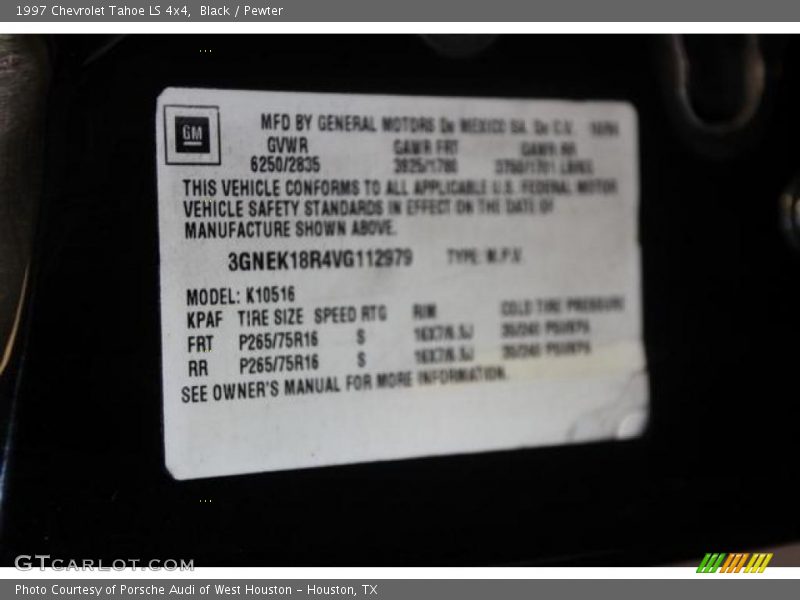 1997 Chevrolet Tahoe LS 4x4, Black / Pewter
GM
MFD BY GENERAL MOTORS De MEXICO SA. De C.V.
GVWR GAWR FRT GAWR RR
6250/2835
THIS VEHICLE CONFORMS TO ALL APPLICABLE U.S. FEDERAL MOTOR
VEHICLE SAFETY STANDARDS IN EFFECT ON THE DATE OF
MANUFACTURE SHOWN ABOVE.
3GNEK18R4VG112979 TYPE: M.P.V.
MODEL: K10516
KPAF TIRE SIZE SPEED RTG RIM COLD TIRE PRESSURE
FRT P265/75R16 S
RR P265/75R16 S
SEE OWNER'S MANUAL FOR MORE INFORMATION.
GTCARLOT.COM
Photo Courtesy of Porsche Audi of West Houston - Houston, TX